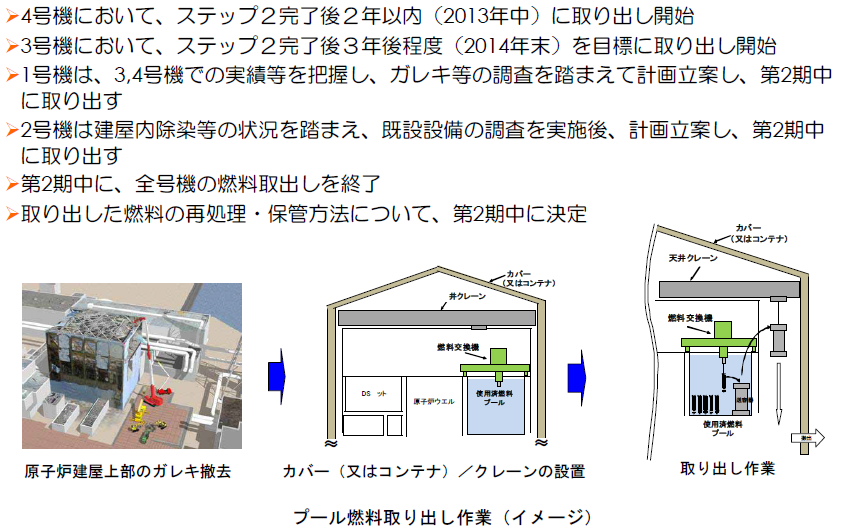 ➢4号機において、ステップ２完了後２年以内（2013年中）に取り出し開始
➢3号機において、ステップ２完了後３年後程度（2014年末）を目標に取り出し開始
➢1号機は、3,4号機での実績等を把握し、ガレキ等の調査を踏まえて計画立案し、第2期中
に取り出す
➢2号機は建屋内除染等の状況を踏まえ、既設設備の調査を実施後、計画立案し、第2期中
に取り出す
➢第2期中に、全号機の燃料取出しを終了
➢取り出した燃料の再処理・保管方法について、第2期中に決定
カバー
（又はコンテナ）
井クレーン
燃料交換機
DS ット
原子炉ウエル
使用済燃料
プール
カバー
（又はコンテナ）
天井クレーン
燃料交換機
使用済燃料
プール
搬出
原子炉建屋上部のガレキ撤去
カバー（又はコンテナ）／クレーンの設置
取り出し作業
プール燃料取り出し作業（イメージ）